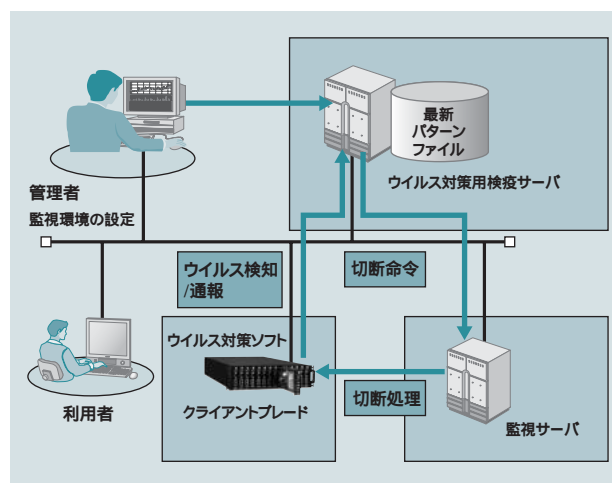 最新
パターン
ファイル
ウイルス対策用検疫サーバ
管理者
監視環境の設定
ウイルス検知
/通報
切断命令
ウイルス対策ソフト
クライアントブレード
切断処理
利用者
監視サーバ